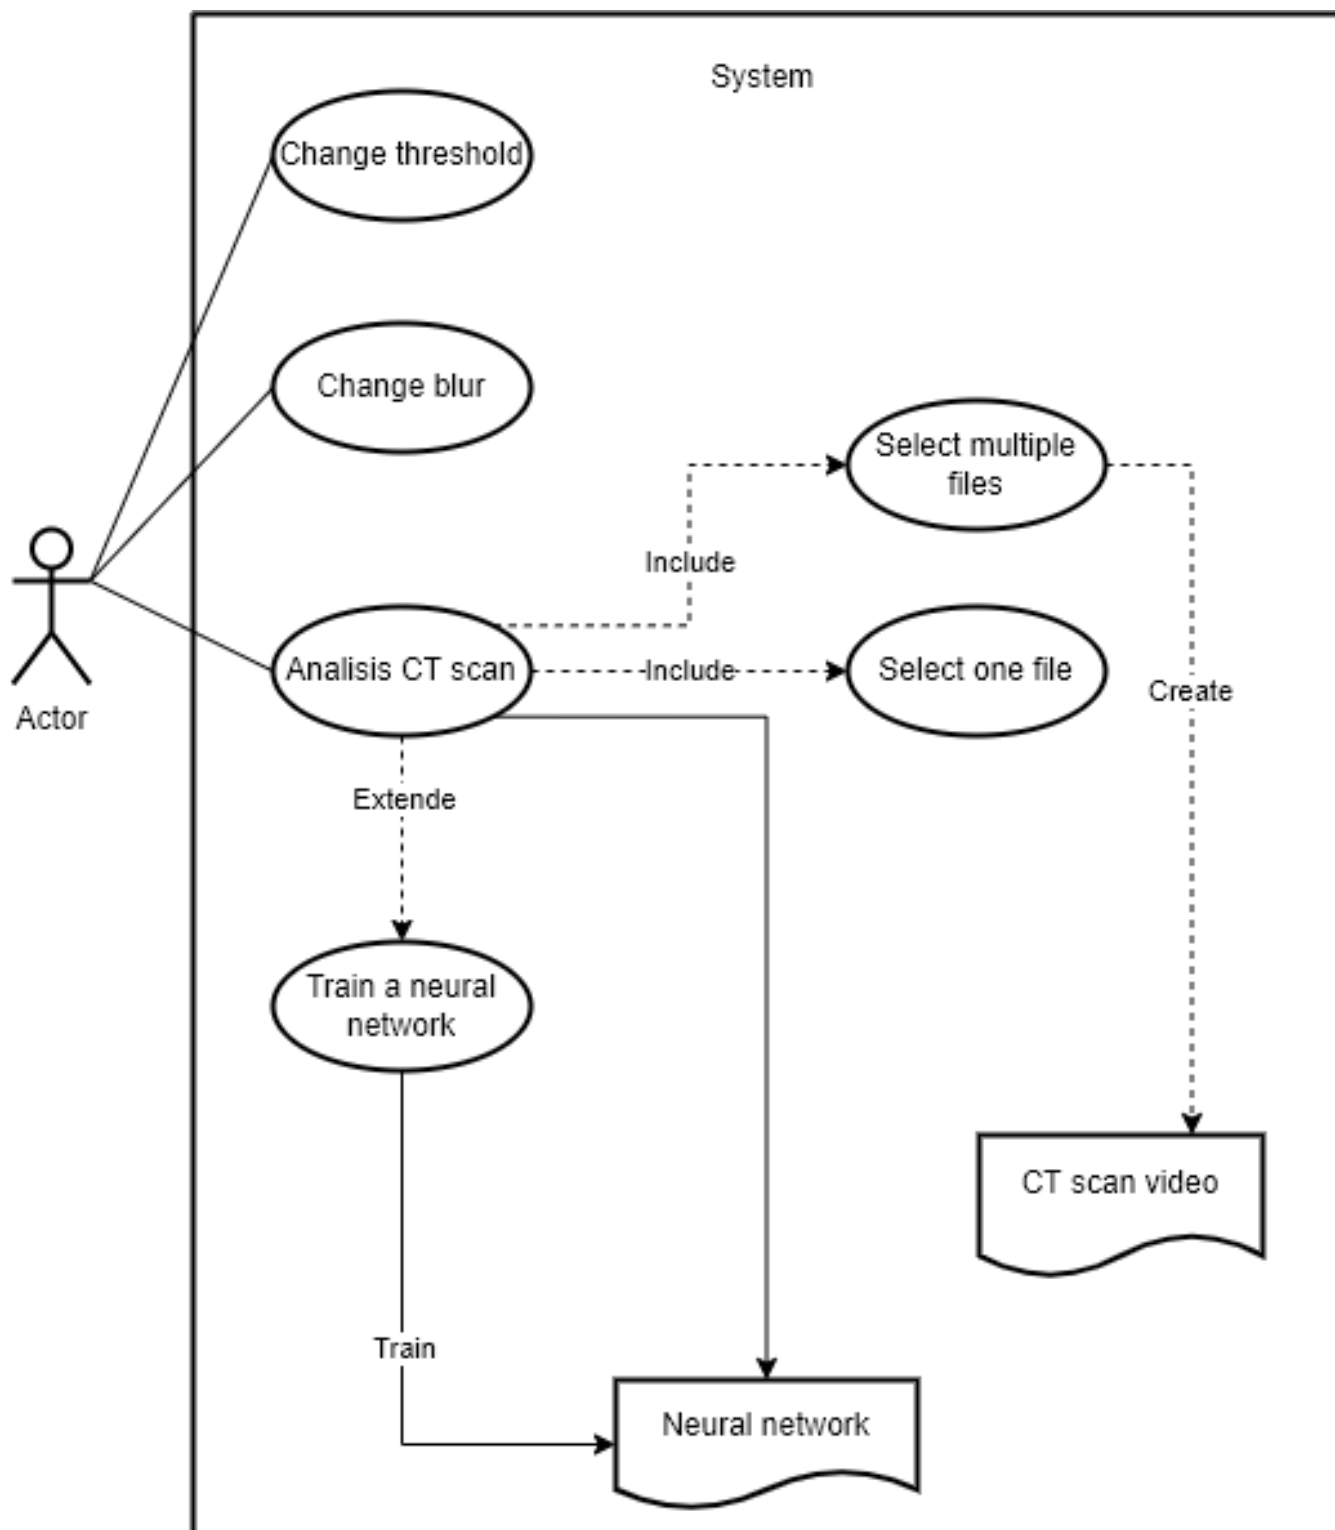 System
Change threshold
Change blur
Select multiple
files
Include
Analisis CT scan
Include
Select one file
Create
Actor
Extende
Train a neural
network
CT scan video
Train
Neural network